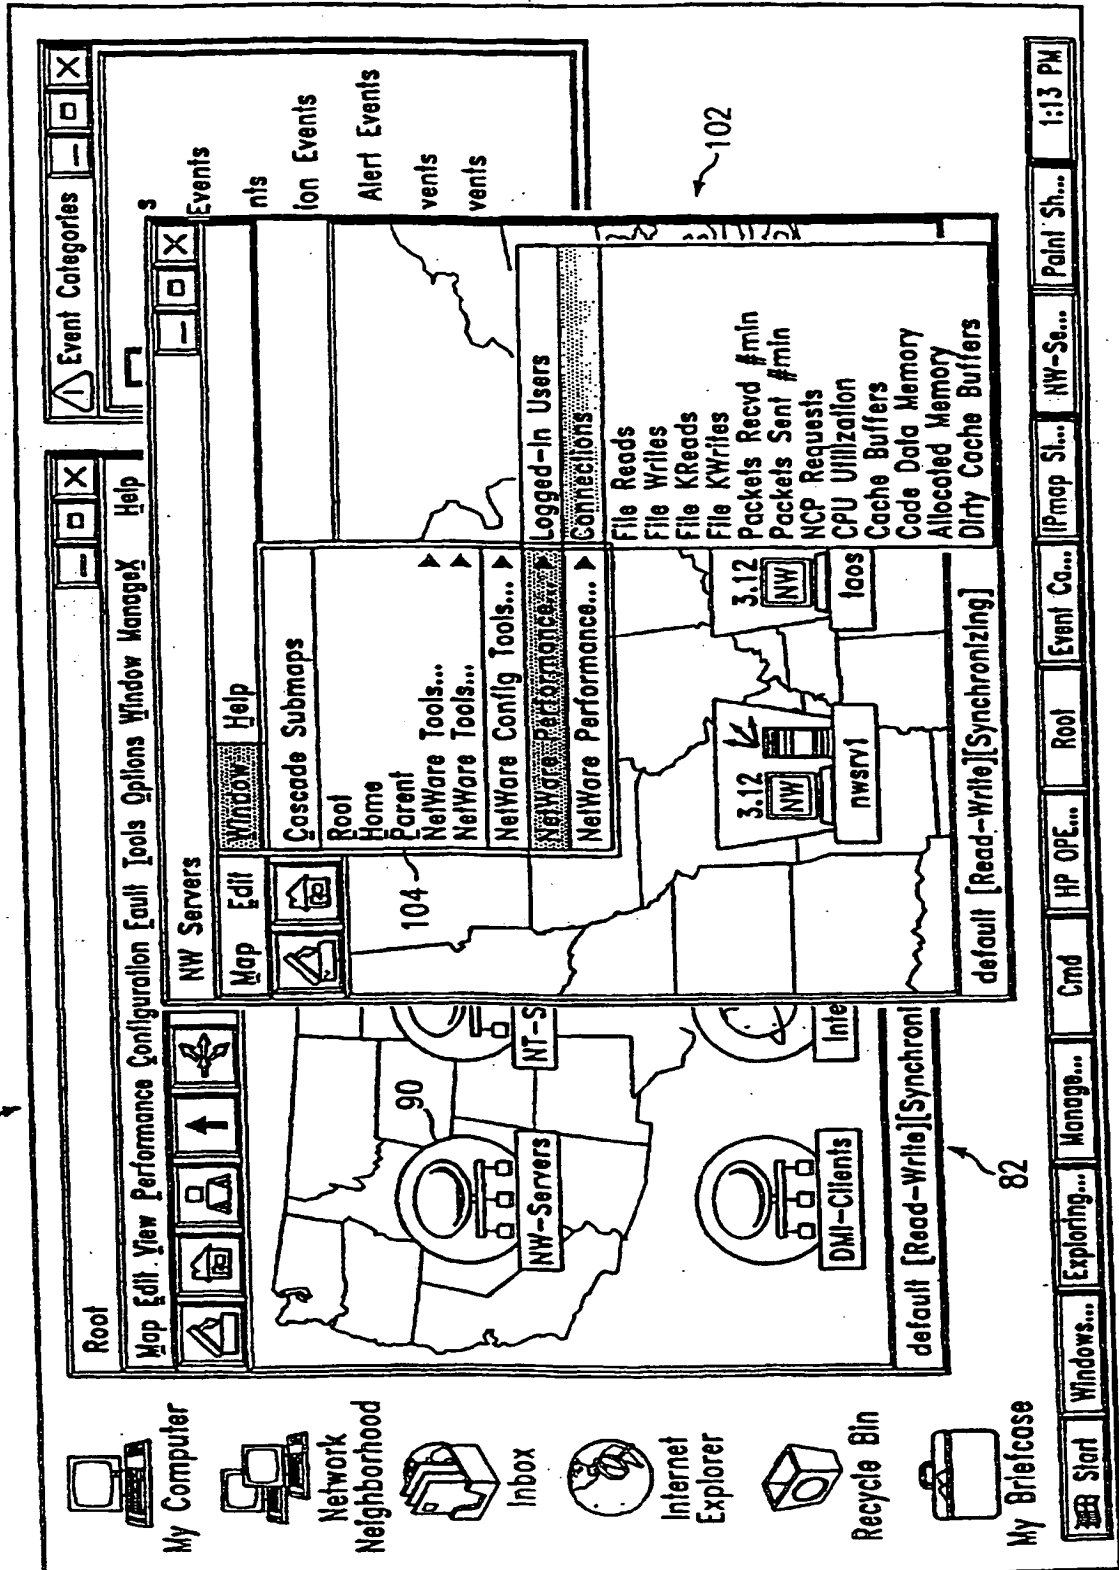 My Computer
Network
Neighborhood
Inbox
Internet
Explorer
Recycle Bin
My Briefcase
Root
Map Edit View Performance Configuration Fault Tools Options Window ManageX Help
90
NW-Servers
NT-S
DMI-Clients
Inte
default [Read-Write][Synchroni
82
Event Categories
s
Events
nts
ion Events
Alert Events
vents
vents
102
NW Servers
Map Edit Window Help
104
Cascade Submaps
Root
Home
Parent
NetWare Tools...
NetWare Tools...
NetWare Config Tools...
NetWare Performance...
NetWare Performance...
Logged-In Users
Connections
File Reads
File Writes
File KReads
File KWrites
Packets Recvd #min
Packets Sent #min
NCP Requests
CPU Utilization
Cache Buffers
Code Data Memory
Allocated Memory
Dirty Cache Buffers
3.12
NW
nwsrv1
3.12
NW
taos
default [Read-Write][Synchronizing]
Start Windows... Exploring... Manage... Cmd HP OPE... Root Event Ca... IPmap St... NW-Se... Paint Sh... 1:13 PM